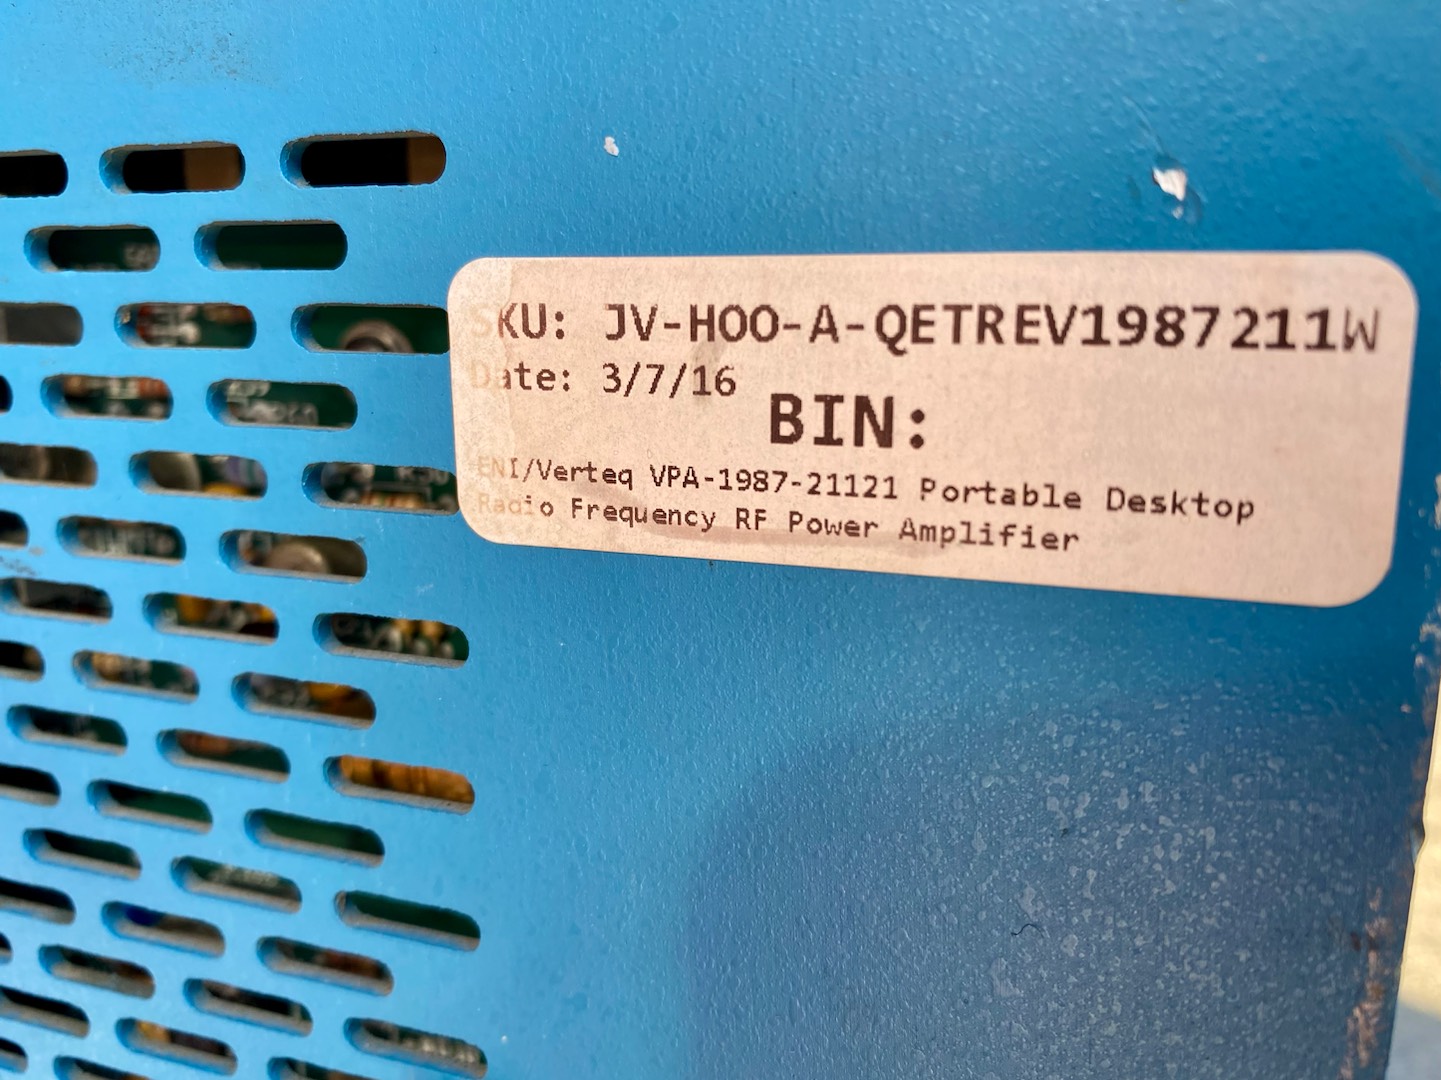 SKU: JV-HOO-A-QETREV1987211W
Date: 3/7/16
BIN:
ENI/Verteq VPA-1987-21121 Portable Desktop
Radio Frequency RF Power Amplifier